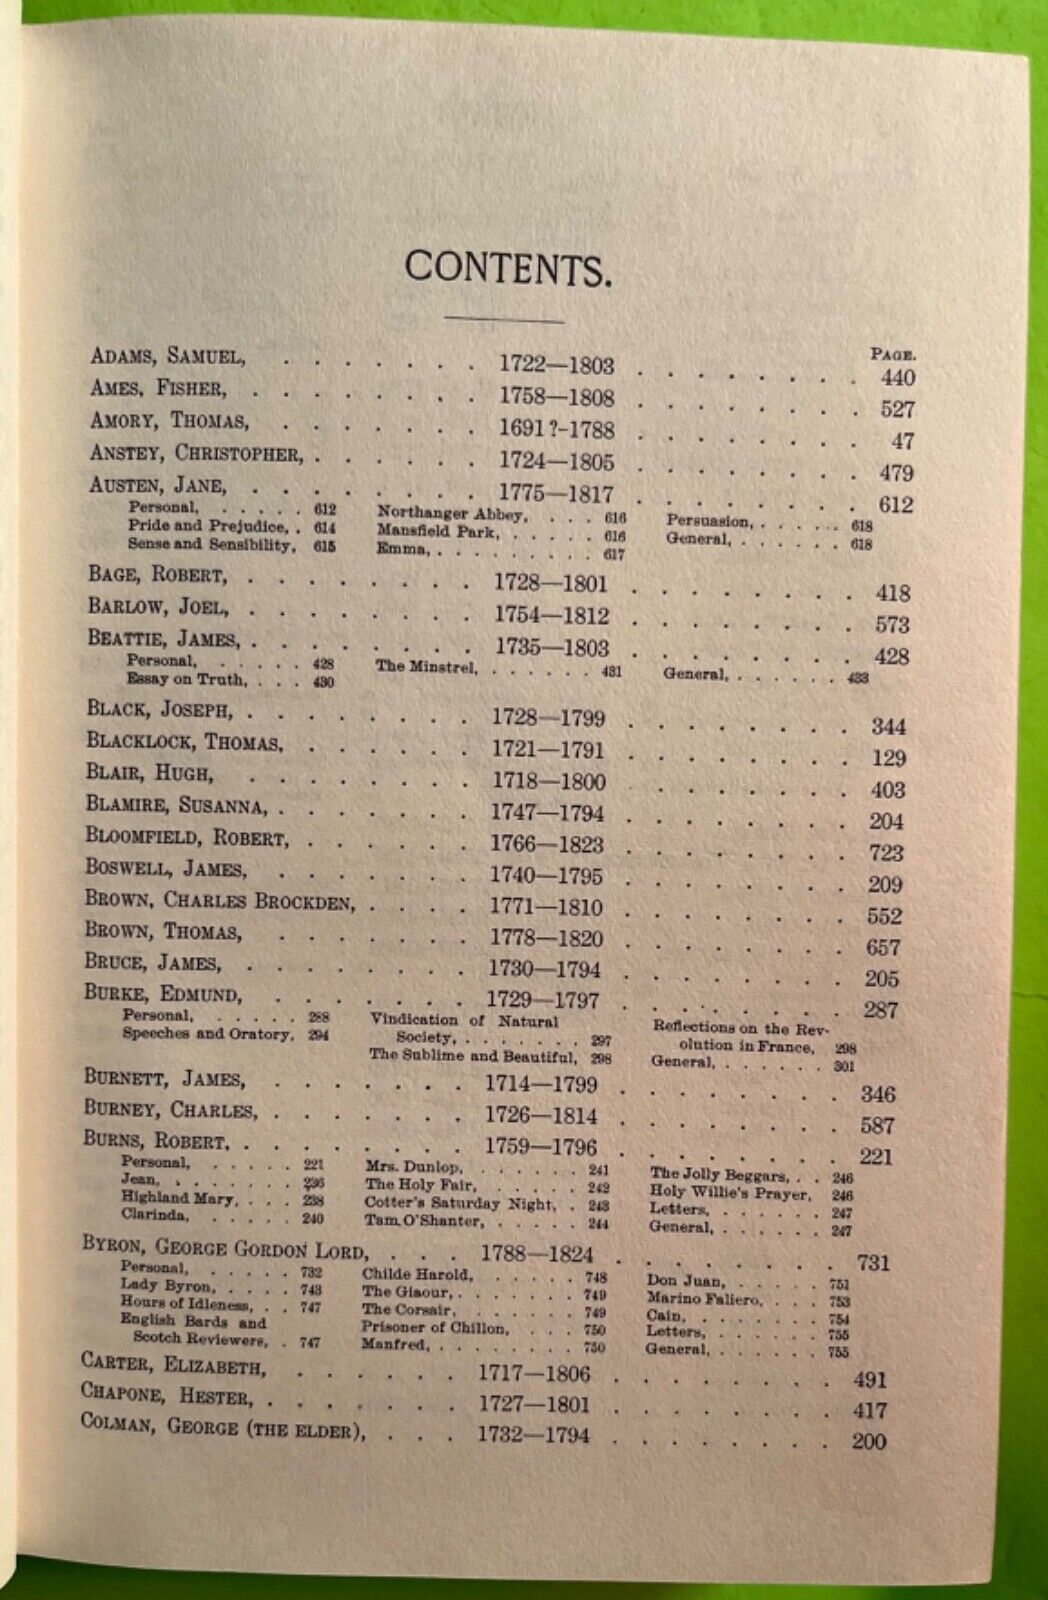 CONTENTS.
PAGE.
ADAMS, SAMUEL, . . . . . . . 1722—1803 . . . . . . . . 440
AMES, FISHER, . . . . . . . . 1758—1808 . . . . . . . . 527
AMORY, THOMAS, . . . . . . . 1691?-1788 . . . . . . . . 47
ANSTEY, CHRISTOPHER, . . . . . . 1724—1805 . . . . . . . . 479
AUSTEN, JANE, . . . . . . . . 1775—1817 . . . . . . . . 612
Personal, . . . . . 612 Northanger Abbey, . . . 616 Persuasion, . . . . . 618
Pride and Prejudice, . 614 Mansfield Park, . . . . . 616 General, . . . . . . 618
Sense and Sensibility, 615 Emma, . . . . . . . . . 617
BAGE, ROBERT, . . . . . . . . 1728—1801 . . . . . . . . 418
BARLOW, JOEL, . . . . . . . . 1754—1812 . . . . . . . . 573
BEATTIE, JAMES, . . . . . . . . 1735—1803 . . . . . . . . 428
Personal, . . . . . 428 The Minstrel, . . . . . . 431 General, . . . . . . 433
Essay on Truth, . . . 430
BLACK, JOSEPH, . . . . . . . . 1728—1799 . . . . . . . . 344
BLACKLOCK, THOMAS, . . . . . . 1721—1791 . . . . . . . . 129
BLAIR, HUGH, . . . . . . . 1718—1800 . . . . . . . . 403
BLAMIRE, SUSANNA, . . . . . . . 1747—1794 . . . . . . . . 204
BLOOMFIELD, ROBERT, . . . . . . 1766—1823 . . . . . . . . 723
BOSWELL, JAMES, . . . . . . . 1740—1795 . . . . . . . . 209
BROWN, CHARLES BROCKDEN, . . . . 1771—1810 . . . . . . . . 552
BROWN, THOMAS, . . . . . . . 1778—1820 . . . . . . . . 657
BRUCE, JAMES, . . . . . . . . 1730—1794 . . . . . . . . 205
BURKE, EDMUND, . . . . . . . 1729—1797 . . . . . . . . 287
Personal, . . . . . 288 Vindication of Natural Reflections on the Rev-
Speeches and Oratory, 294 Society, . . . . . . . 297 olution in France, 298
The Sublime and Beautiful, 298 General, . . . . . . 301
BURNETT, JAMES, . . . . . . . 1714—1799 . . . . . . . . 346
BURNEY, CHARLES, . . . . . . . 1726—1814 . . . . . . . . 587
BURNS, ROBERT, . . . . . . . . 1759—1796 . . . . . . . . 221
Personal, . . . . . 221 Mrs. Dunlop, . . . . . . 241 The Jolly Beggars, . . 246
Jean, . . . . . . . 236 The Holy Fair, . . . . . 242 Holy Willie's Prayer, 246
Highland Mary, . . . 238 Cotter's Saturday Night, . 243 Letters, . . . . . . 247
Clarinda, . . . . . 240 Tam O'Shanter, . . . . . 244 General, . . . . . . 247
BYRON, GEORGE GORDON LORD, . . . 1788—1824 . . . . . . . . 731
Personal, . . . . . 732 Childe Harold, . . . . . 748 Don Juan, . . . . . 751
Lady Byron, . . . . 743 The Giaour, . . . . . . 749 Marino Faliero, . . . 753
Hours of Idleness, . . 747 The Corsair, . . . . . . 749 Cain, . . . . . . . 754
English Bards and Prisoner of Chillon, . . . 750 Letters, . . . . . . 755
Scotch Reviewers, . 747 Manfred, . . . . . . . . 750 General, . . . . . . 755
CARTER, ELIZABETH, . . . . . . 1717—1806 . . . . . . . . 491
CHAPONE, HESTER, . . . . . . . 1727—1801 . . . . . . . . 417
COLMAN, GEORGE (THE ELDER), . . . 1732—1794 . . . . . . . . 200